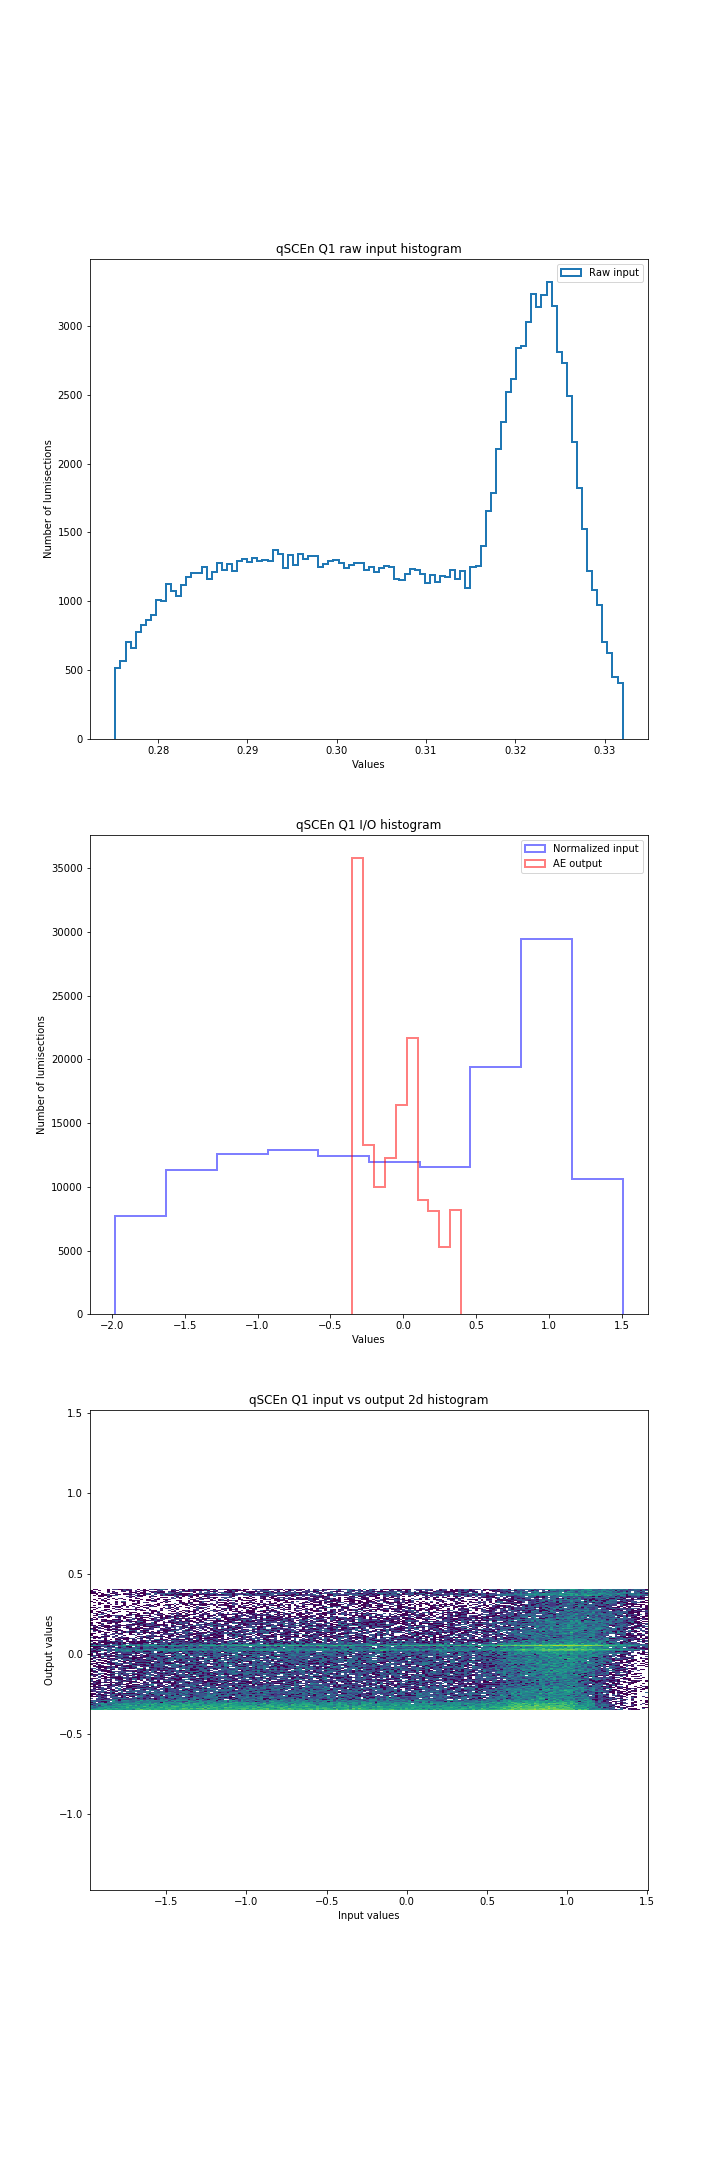 qSCEn Q1 raw input histogram
Raw input
3000
2500
2000
1500
1000
500
0
Number of lumisections
0.28 0.29 0.30 0.31 0.32 0.33
Values
qSCEn Q1 I/O histogram
Normalized input
AE output
35000
30000
25000
20000
15000
10000
5000
0
Number of lumisections
−2.0 −1.5 −1.0 −0.5 0.0 0.5 1.0 1.5
Values
qSCEn Q1 input vs output 2d histogram
1.5
1.0
0.5
0.0
−0.5
−1.0
Output values
−1.5 −1.0 −0.5 0.0 0.5 1.0 1.5
Input values